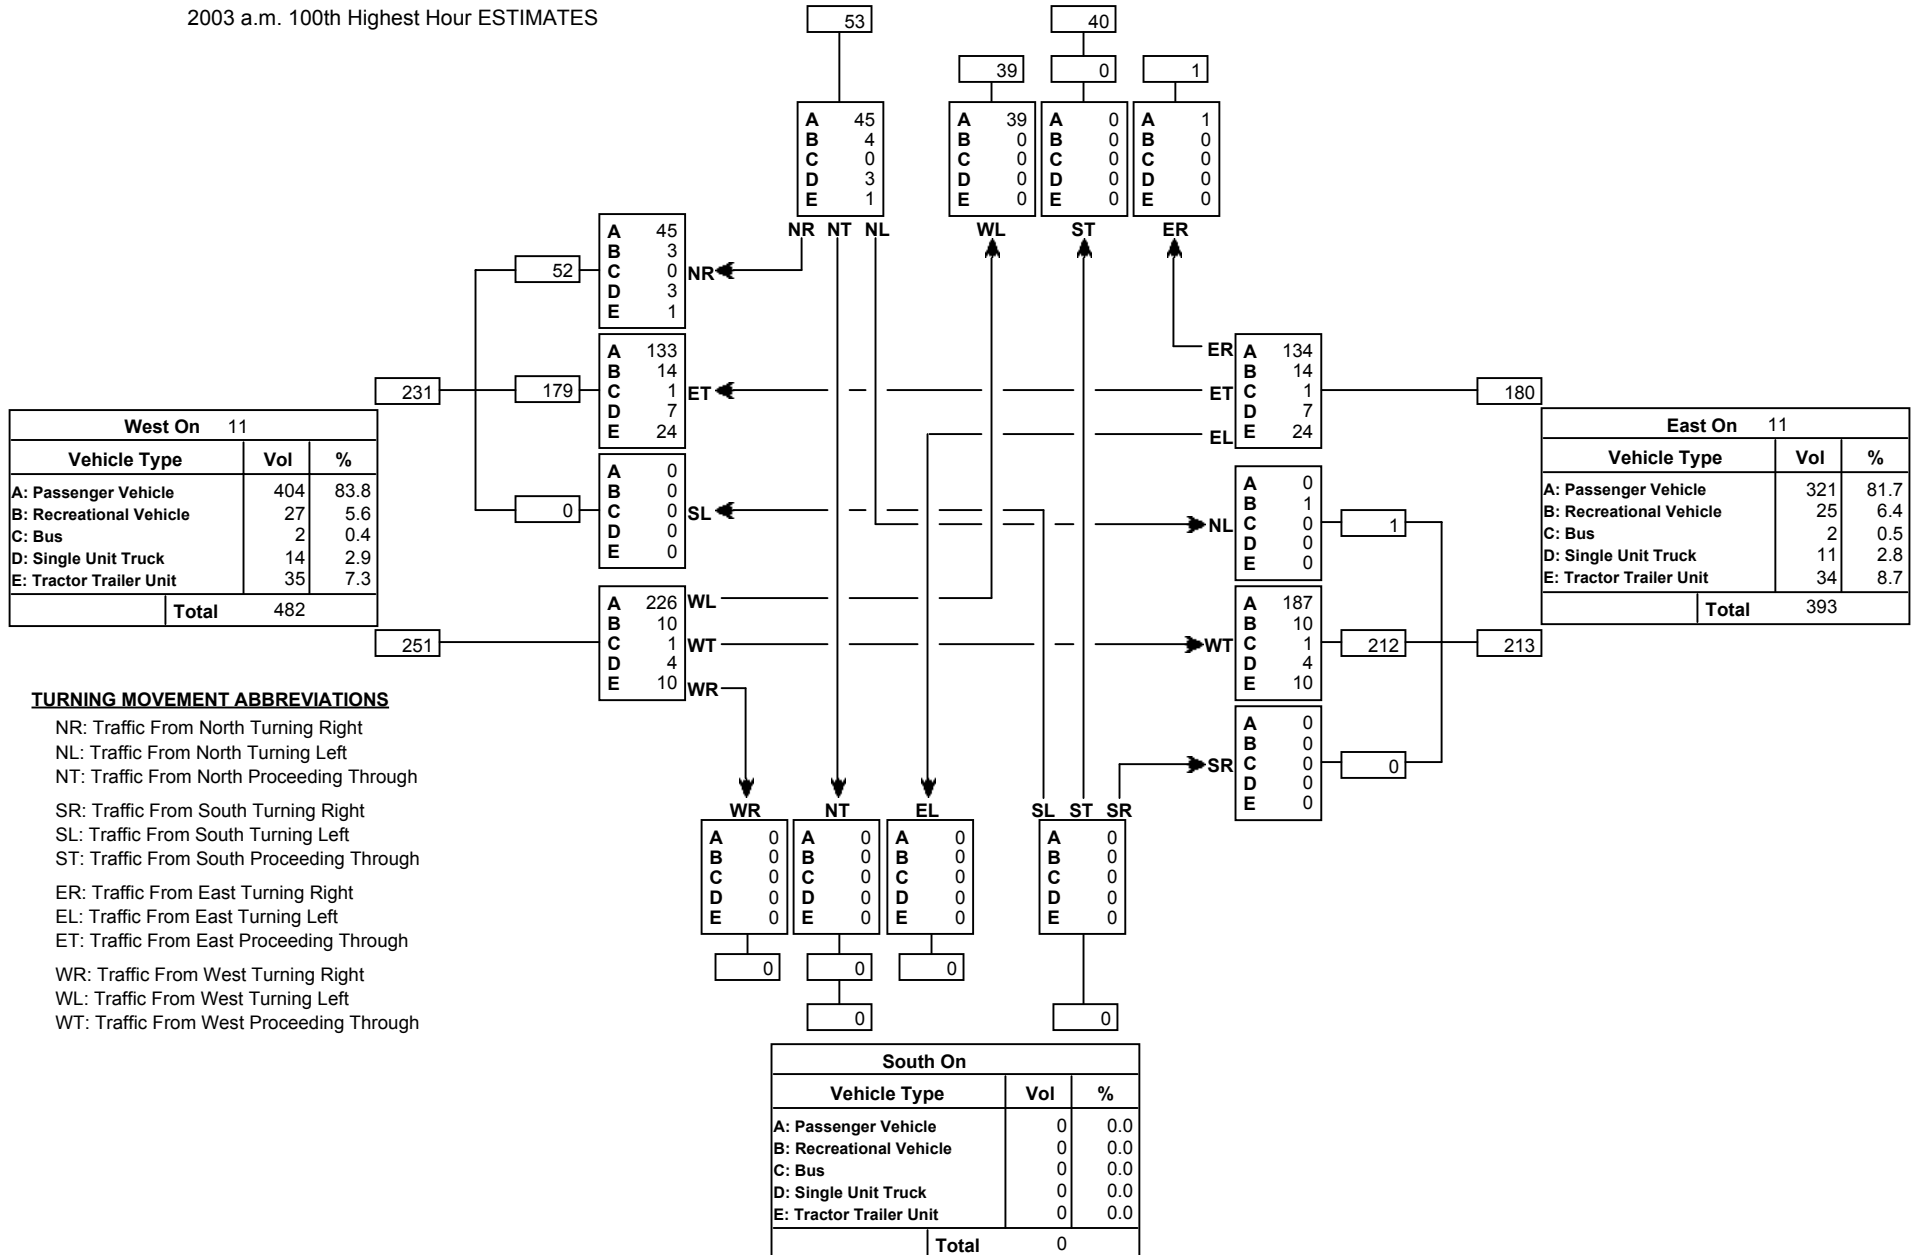 2003 a.m. 100th Highest Hour ESTIMATES
53
40
39
0
1
A 45
B 4
C 0
D 3
E 1
A 39
B 0
C 0
D 0
E 0
A 0
B 0
C 0
D 0
E 0
A 1
B 0
C 0
D 0
E 0
NR NT NL
WL
ST
ER
52
A 45
B 3
C 0
D 3
E 1
NR
231
179
A 133
B 14
C 1
D 7
E 24
ET
0
A 0
B 0
C 0
D 0
E 0
SL
251
A 226
B 10
C 1
D 4
E 10
WL
WT
WR
West On 11
Vehicle Type Vol %
A: Passenger Vehicle 404 83.8
B: Recreational Vehicle 27 5.6
C: Bus 2 0.4
D: Single Unit Truck 14 2.9
E: Tractor Trailer Unit 35 7.3
Total 482
ER
ET
EL
A 134
B 14
C 1
D 7
E 24
180
NL
A 0
B 1
C 0
D 0
E 0
1
WT
A 187
B 10
C 1
D 4
E 10
212
213
SR
A 0
B 0
C 0
D 0
E 0
0
East On 11
Vehicle Type Vol %
A: Passenger Vehicle 321 81.7
B: Recreational Vehicle 25 6.4
C: Bus 2 0.5
D: Single Unit Truck 11 2.8
E: Tractor Trailer Unit 34 8.7
Total 393
TURNING MOVEMENT ABBREVIATIONS
NR: Traffic From North Turning Right
NL: Traffic From North Turning Left
NT: Traffic From North Proceeding Through
SR: Traffic From South Turning Right
SL: Traffic From South Turning Left
ST: Traffic From South Proceeding Through
ER: Traffic From East Turning Right
EL: Traffic From East Turning Left
ET: Traffic From East Proceeding Through
WR: Traffic From West Turning Right
WL: Traffic From West Turning Left
WT: Traffic From West Proceeding Through
WR
NT
EL
SL ST SR
A 0
B 0
C 0
D 0
E 0
A 0
B 0
C 0
D 0
E 0
A 0
B 0
C 0
D 0
E 0
A 0
B 0
C 0
D 0
E 0
0
0
0
0
0
South On
Vehicle Type Vol %
A: Passenger Vehicle 0 0.0
B: Recreational Vehicle 0 0.0
C: Bus 0 0.0
D: Single Unit Truck 0 0.0
E: Tractor Trailer Unit 0 0.0
Total 0